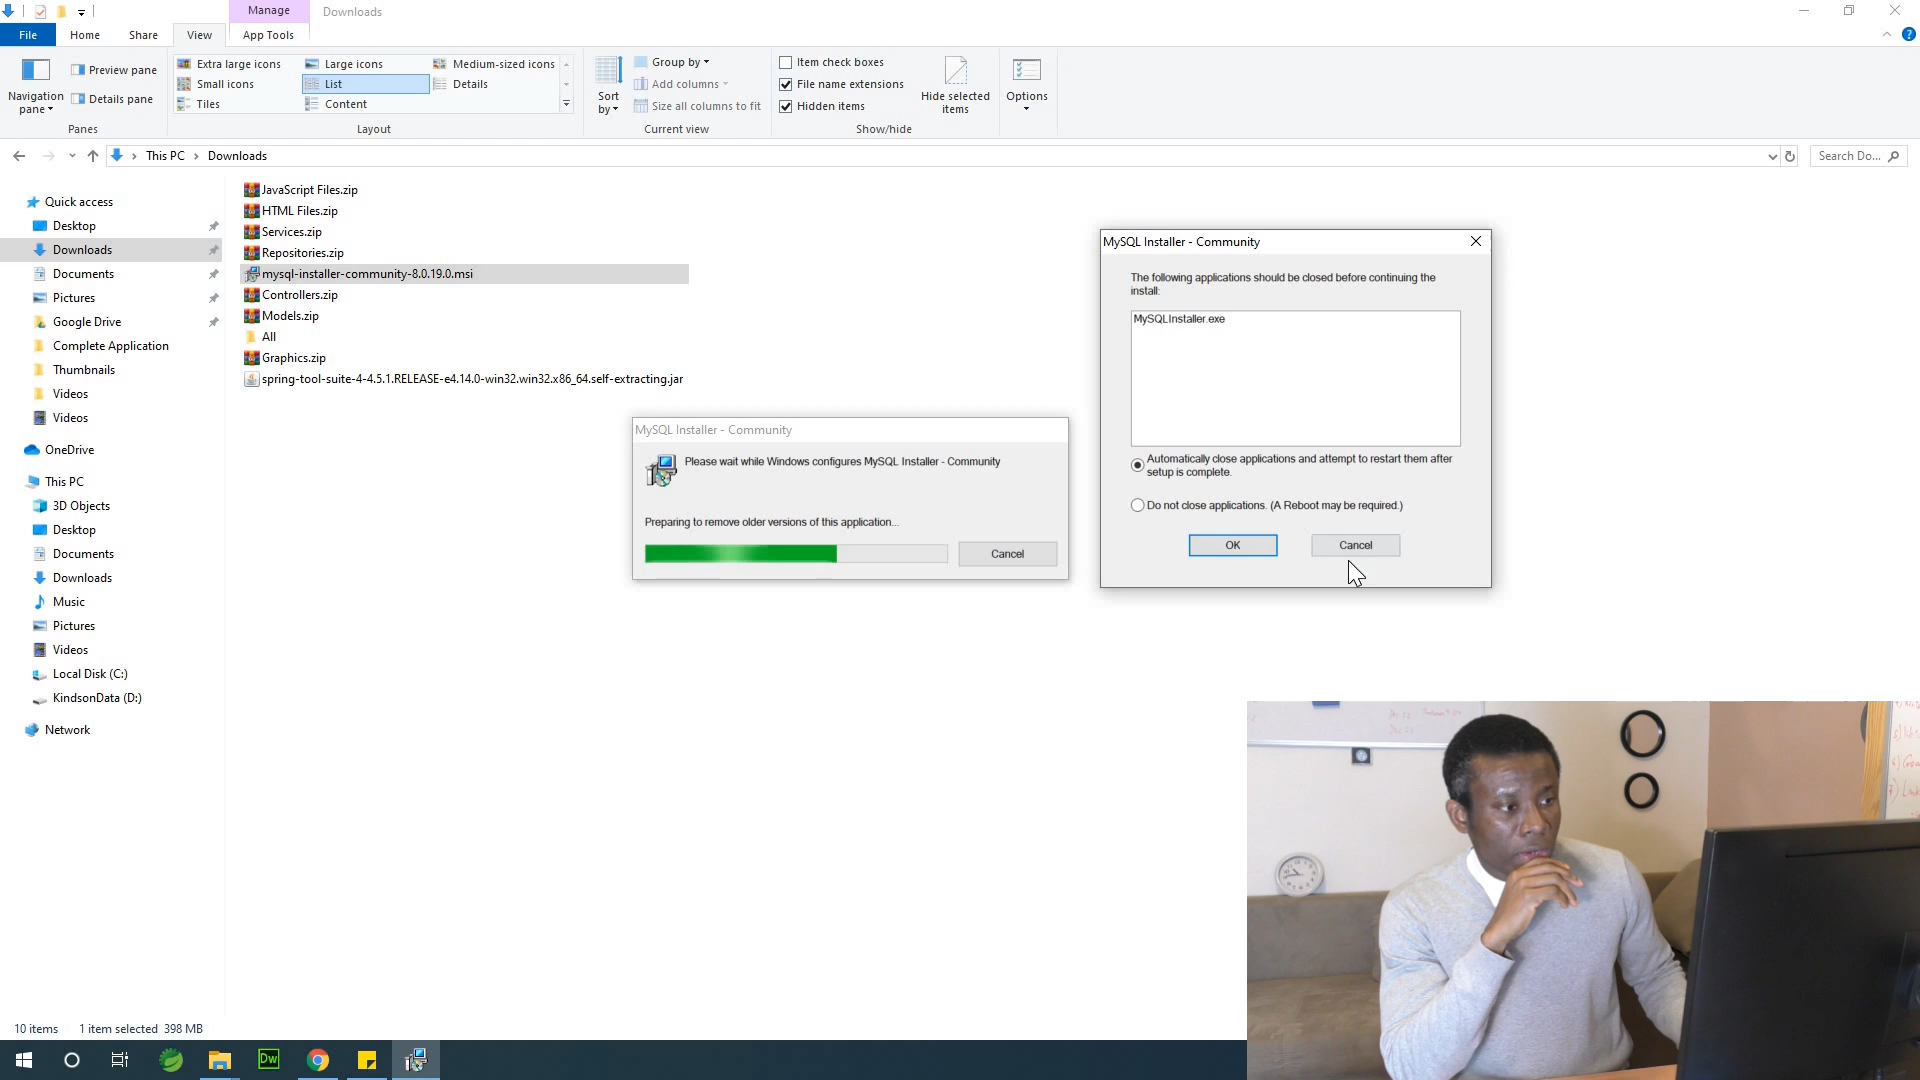 Manage
Downloads
File
Home
Share
View
App Tools
Navigation
pane
Preview pane
Details pane
Panes
Extra large icons
Large icons
Medium-sized icons
Small icons
List
Details
Tiles
Content
Layout
Sort
by
Group by
Add columns
Size all columns to fit
Current view
Item check boxes
File name extensions
Hidden items
Hide selected
items
Show/hide
Options
This PC > Downloads
Search Do...
Quick access
Desktop
Downloads
Documents
Pictures
Google Drive
Complete Application
Thumbnails
Videos
Videos
OneDrive
This PC
3D Objects
Desktop
Documents
Downloads
Music
Pictures
Videos
Local Disk (C:)
KindsonData (D:)
Network
JavaScript Files.zip
HTML Files.zip
Services.zip
Repositories.zip
mysql-installer-community-8.0.19.0.msi
Controllers.zip
Models.zip
All
Graphics.zip
spring-tool-suite-4-4.5.1.RELEASE-e4.14.0-win32.win32.x86_64.self-extracting.jar
MySQL Installer - Community
Please wait while Windows configures MySQL Installer - Community
Preparing to remove older versions of this application...
Cancel
MySQL Installer - Community
The following applications should be closed before continuing the
install:
MySQLInstaller.exe
Automatically close applications and attempt to restart them after
setup is complete.
Do not close applications. (A Reboot may be required.)
OK
Cancel
10 items
1 item selected 398 MB
Dw